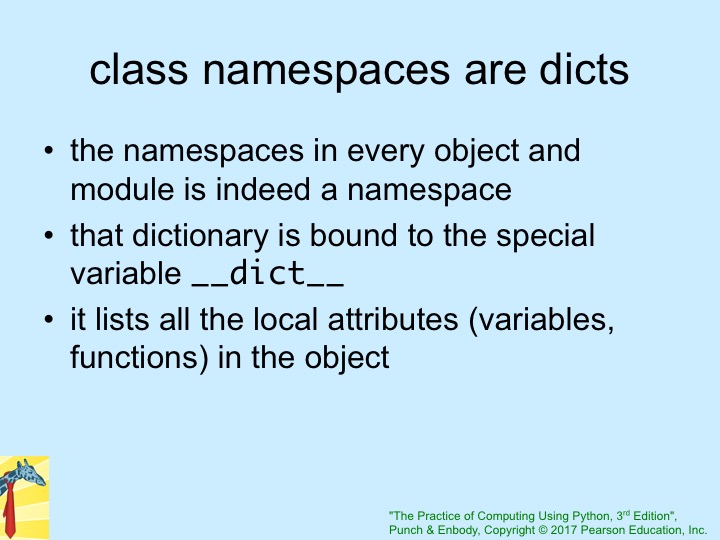 class namespaces are dicts
• the namespaces in every object and
module is indeed a namespace
• that dictionary is bound to the special
variable __dict__
• it lists all the local attributes (variables,
functions) in the object
"The Practice of Computing Using Python, 3rd Edition",
Punch & Enbody, Copyright © 2017 Pearson Education, Inc.